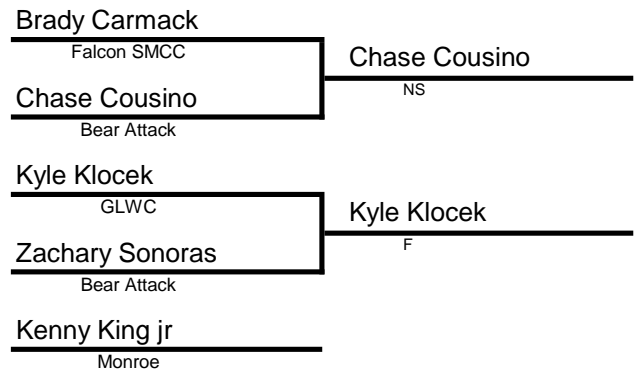 Brady Carmack
Falcon SMCC
Chase Cousino
NS
Chase Cousino
Bear Attack
Kyle Klocek
GLWC
Kyle Klocek
F
Zachary Sonoras
Bear Attack
Kenny King jr
Monroe